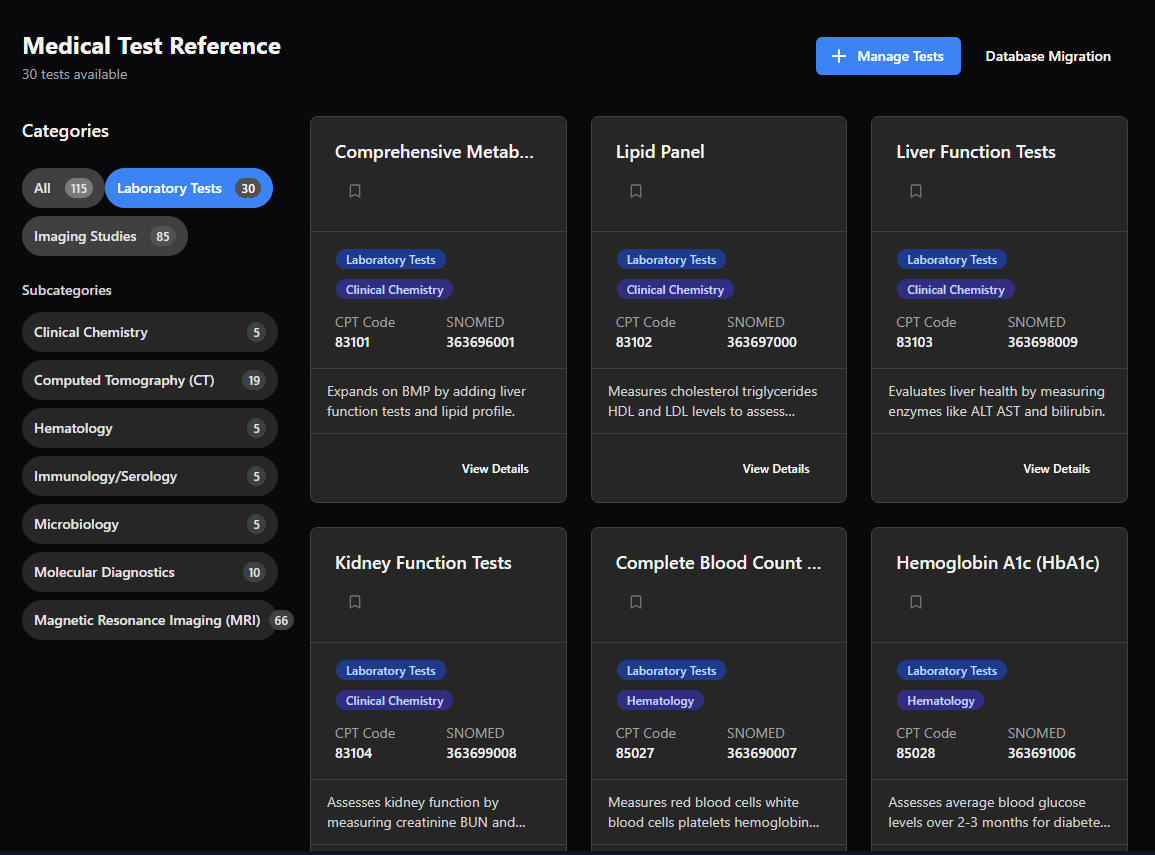 Medical Test Reference
30 tests available
Manage Tests
Database Migration
Categories
All 115
Laboratory Tests 30
Imaging Studies 85
Subcategories
Clinical Chemistry 5
Computed Tomography (CT) 19
Hematology 5
Immunology/Serology 5
Microbiology 5
Molecular Diagnostics 10
Magnetic Resonance Imaging (MRI) 66
Comprehensive Metab...
Laboratory Tests
Clinical Chemistry
CPT Code SNOMED
83101 363696001
Expands on BMP by adding liver
function tests and lipid profile.
View Details
Lipid Panel
Laboratory Tests
Clinical Chemistry
CPT Code SNOMED
83102 363697000
Measures cholesterol triglycerides
HDL and LDL levels to assess...
View Details
Liver Function Tests
Laboratory Tests
Clinical Chemistry
CPT Code SNOMED
83103 363698009
Evaluates liver health by measuring
enzymes like ALT AST and bilirubin.
View Details
Kidney Function Tests
Laboratory Tests
Clinical Chemistry
CPT Code SNOMED
83104 363699008
Assesses kidney function by
measuring creatinine BUN and...
Complete Blood Count ...
Laboratory Tests
Hematology
CPT Code SNOMED
85027 363690007
Measures red blood cells white
blood cells platelets hemoglobin...
Hemoglobin A1c (HbA1c)
Laboratory Tests
Hematology
CPT Code SNOMED
85028 363691006
Assesses average blood glucose
levels over 2-3 months for diabete...